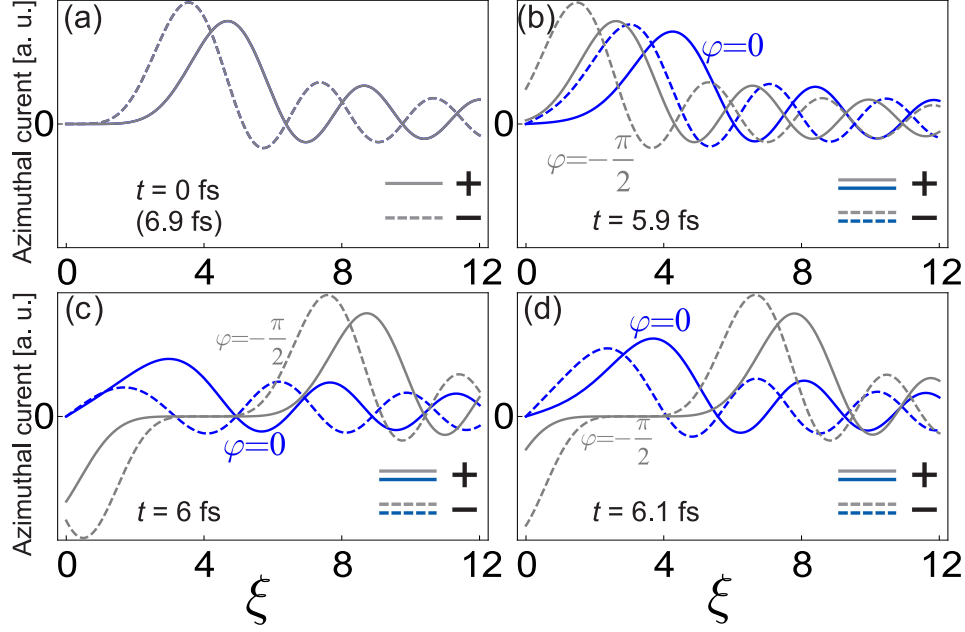 (a)
Azimuthal curent [a. u.]
0
t = 0 fs
(6.9 fs)
+
−
0 4 8 12
(b)
φ=0
0
φ=−π/2
+
−
t = 5.9 fs
0 4 8 12
(c)
Azimuthal curent [a. u.]
φ=−π/2
0
φ=0
+
−
t = 6 fs
0 4 8 12
ξ
(d)
φ=0
0
φ=−π/2
+
−
t = 6.1 fs
0 4 8 12
ξ